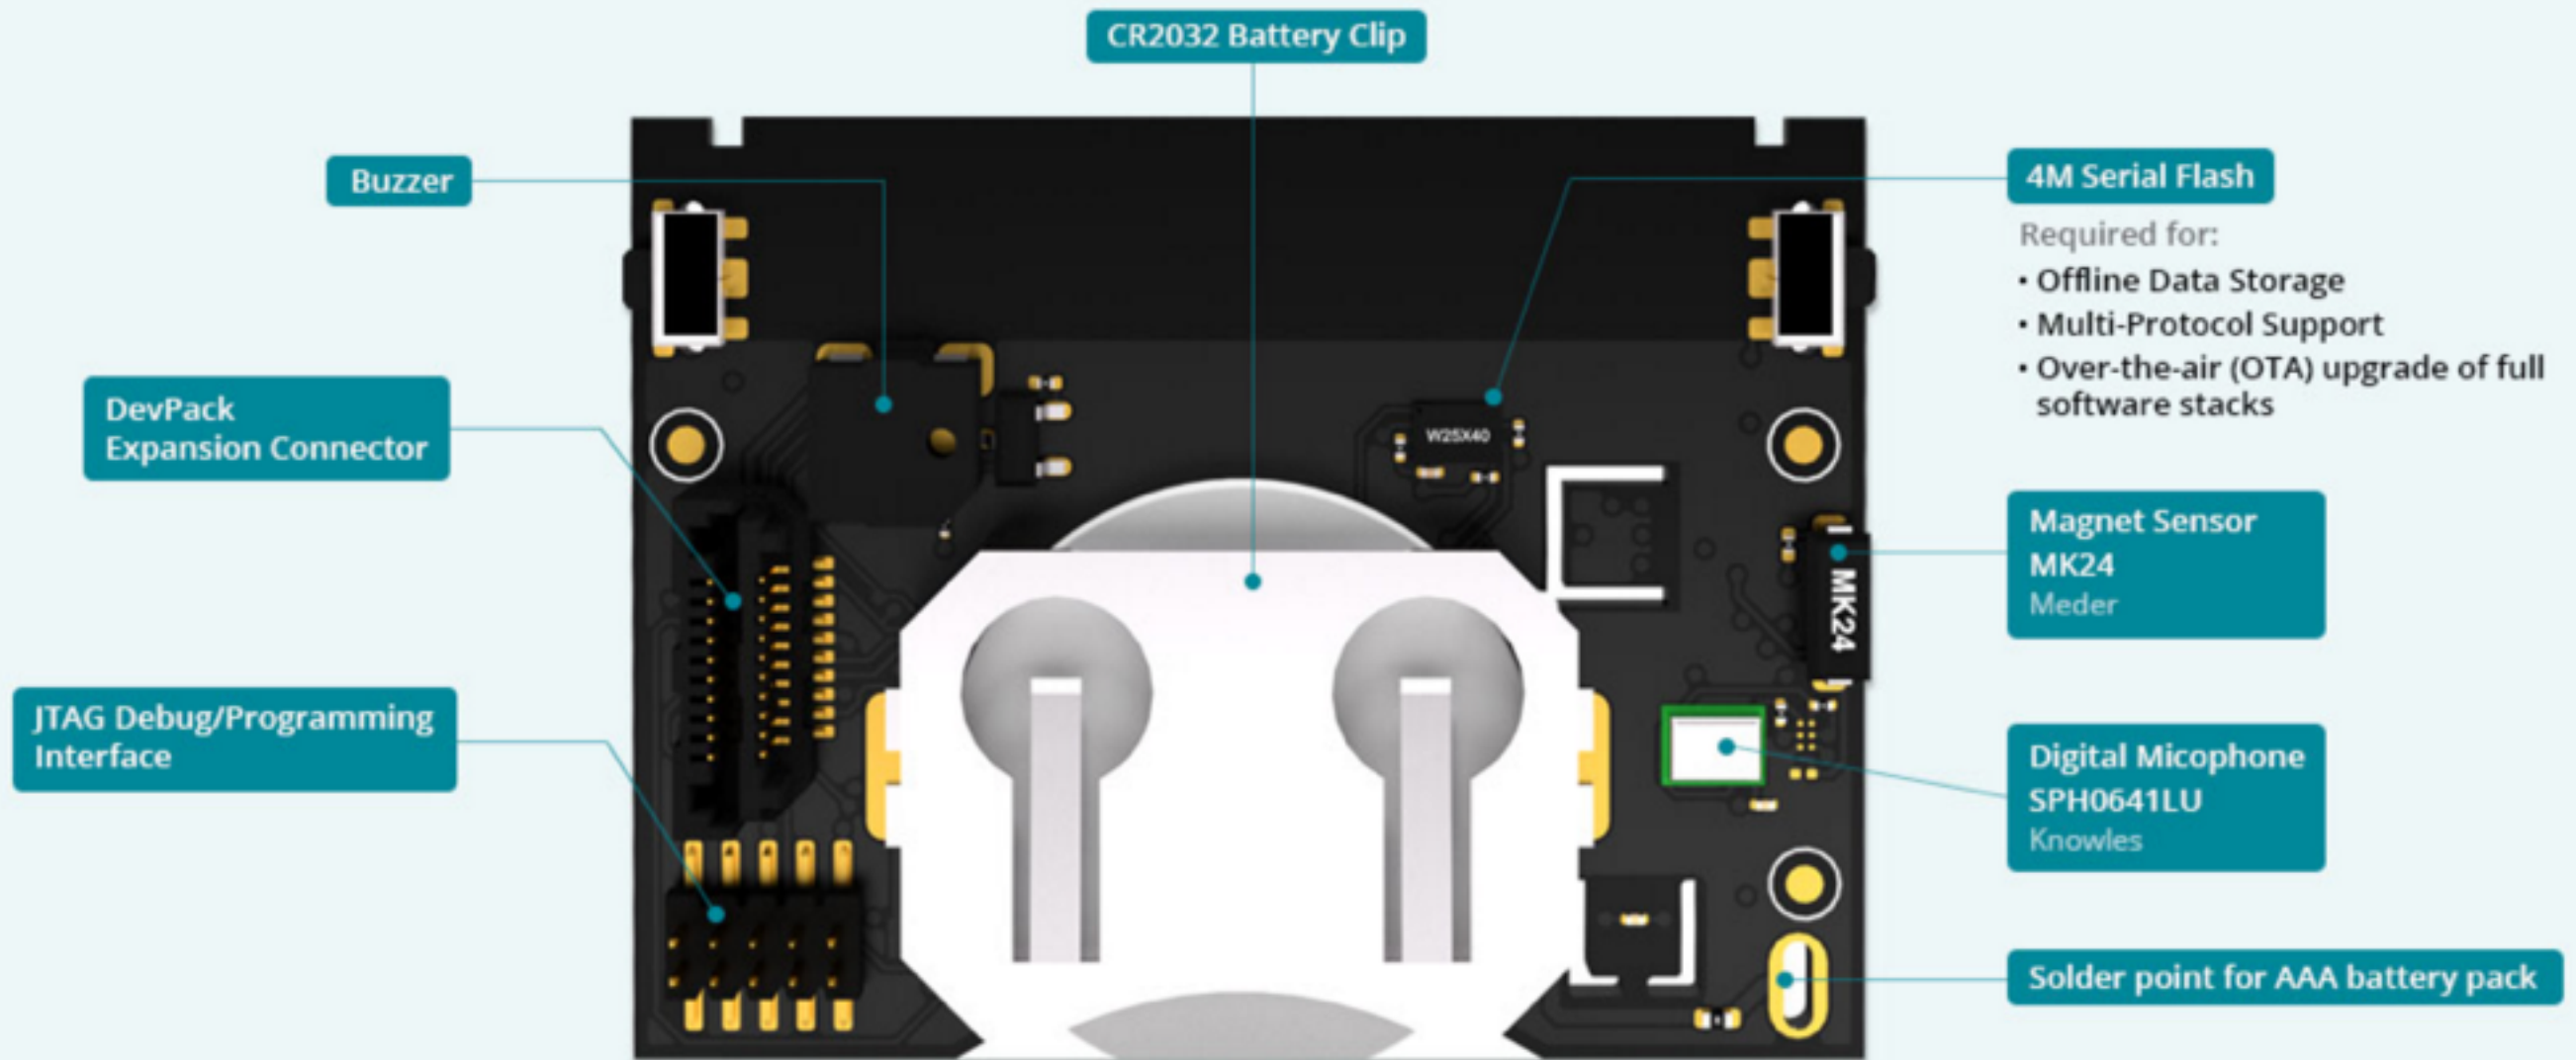 CR2032 Battery Clip
Buzzer
4M Serial Flash
Required for:
• Offline Data Storage
• Multi-Protocol Support
• Over-the-air (OTA) upgrade of full
software stacks
DevPack
Expansion Connector
W25X40
Magnet Sensor
MK24
Meder
MK24
JTAG Debug/Programming
Interface
Digital Micophone
SPH0641LU
Knowles
Solder point for AAA battery pack